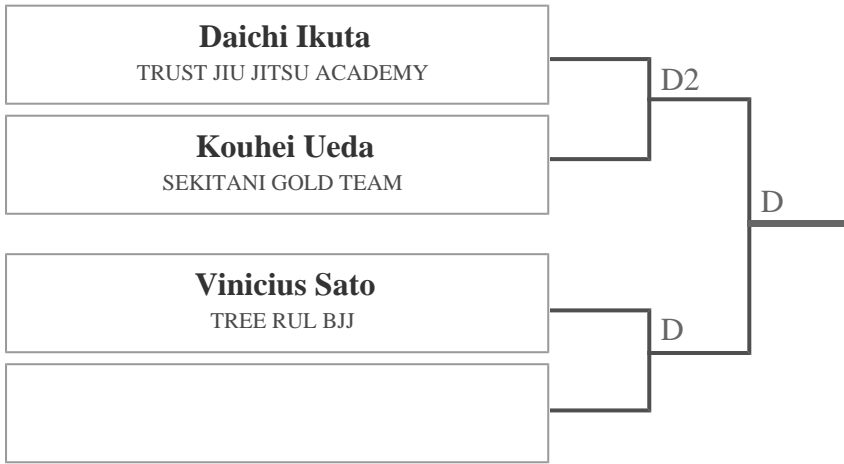 Daichi Ikuta
TRUST JIU JITSU ACADEMY
D2
Kouhei Ueda
SEKITANI GOLD TEAM
D
Vinicius Sato
TREE RUL BJJ
D